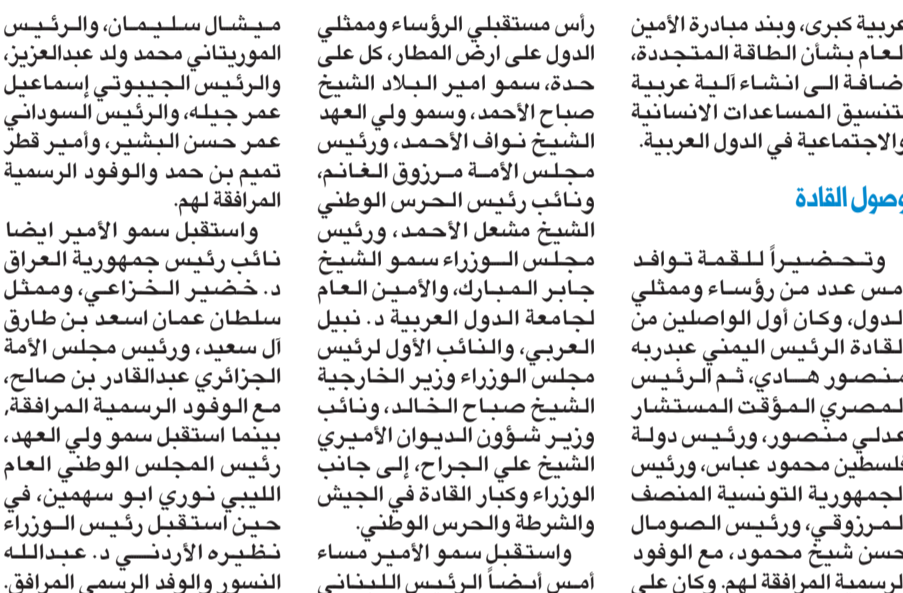 عربية كبرى، وبند مبادرة الأمين
لعام بشأن الطاقة المتجددة،
ضافة الى انشاء آلية عربية
تنسيق المساعدات الانسانية
والاجتماعية في الدول العربية.
وصول القادة
وتحضيراً للقمة توافد
مس عدد من رؤساء وممثلي
لدول، وكان أول الواصلين من
لقادة الرئيس اليمني عبدربه
منصور هادي، ثم الرئيس
لمصري المؤقت المستشار
عدلي منصور، ورئيس دولة
فلسطين محمود عباس، ورئيس
لجمهورية التونسية المنصف
لمرزوقي، ورئيس الصومال
حسن شيخ محمود، مع الوفود
لرسمية المرافقة لهم. وكان على
رأس مستقبلي الرؤساء وممثلي
الدول على ارض المطار، كل على
حدة، سمو امير البلاد الشيخ
صباح الأحمد، وسمو ولي العهد
الشيخ نواف الأحمد، ورئيس
مجلس الأمة مرزوق الغانم،
ونائب رئيس الحرس الوطني
الشيخ مشعل الأحمد، ورئيس
مجلس الوزراء سمو الشيخ
جابر المبارك، والأمين العام
لجامعة الدول العربية د. نبيل
العربي، والنائب الأول لرئيس
مجلس الوزراء وزير الخارجية
الشيخ صباح الخالد، ونائب
وزير شؤون الديوان الأميري
الشيخ علي الجراح، إلى جانب
الوزراء وكبار القادة في الجيش
والشرطة والحرس الوطني.
واستقبل سمو الأمير مساء
أمس أيضاً الرئيس اللبناني
ميشال سليمان، والرئيس
الموريتاني محمد ولد عبدالعزيز،
والرئيس الجيبوتي إسماعيل
عمر جيله، والرئيس السوداني
عمر حسن البشير، وأمير قطر
تميم بن حمد والوفود الرسمية
المرافقة لهم.
واستقبل سمو الأمير ايضا
نائب رئيس جمهورية العراق
د. خضير الخزاعي، وممثل
سلطان عمان اسعد بن طارق
آل سعيد، ورئيس مجلس الأمة
الجزائري عبدالقادر بن صالح،
مع الوفود الرسمية المرافقة،
بينما استقبل سمو ولي العهد،
رئيس المجلس الوطني العام
الليبي نوري ابو سهمين، في
حين استقبل رئيس الوزراء
نظيره الأردني د. عبدالله
النسور والوفد الرسمي المرافق.